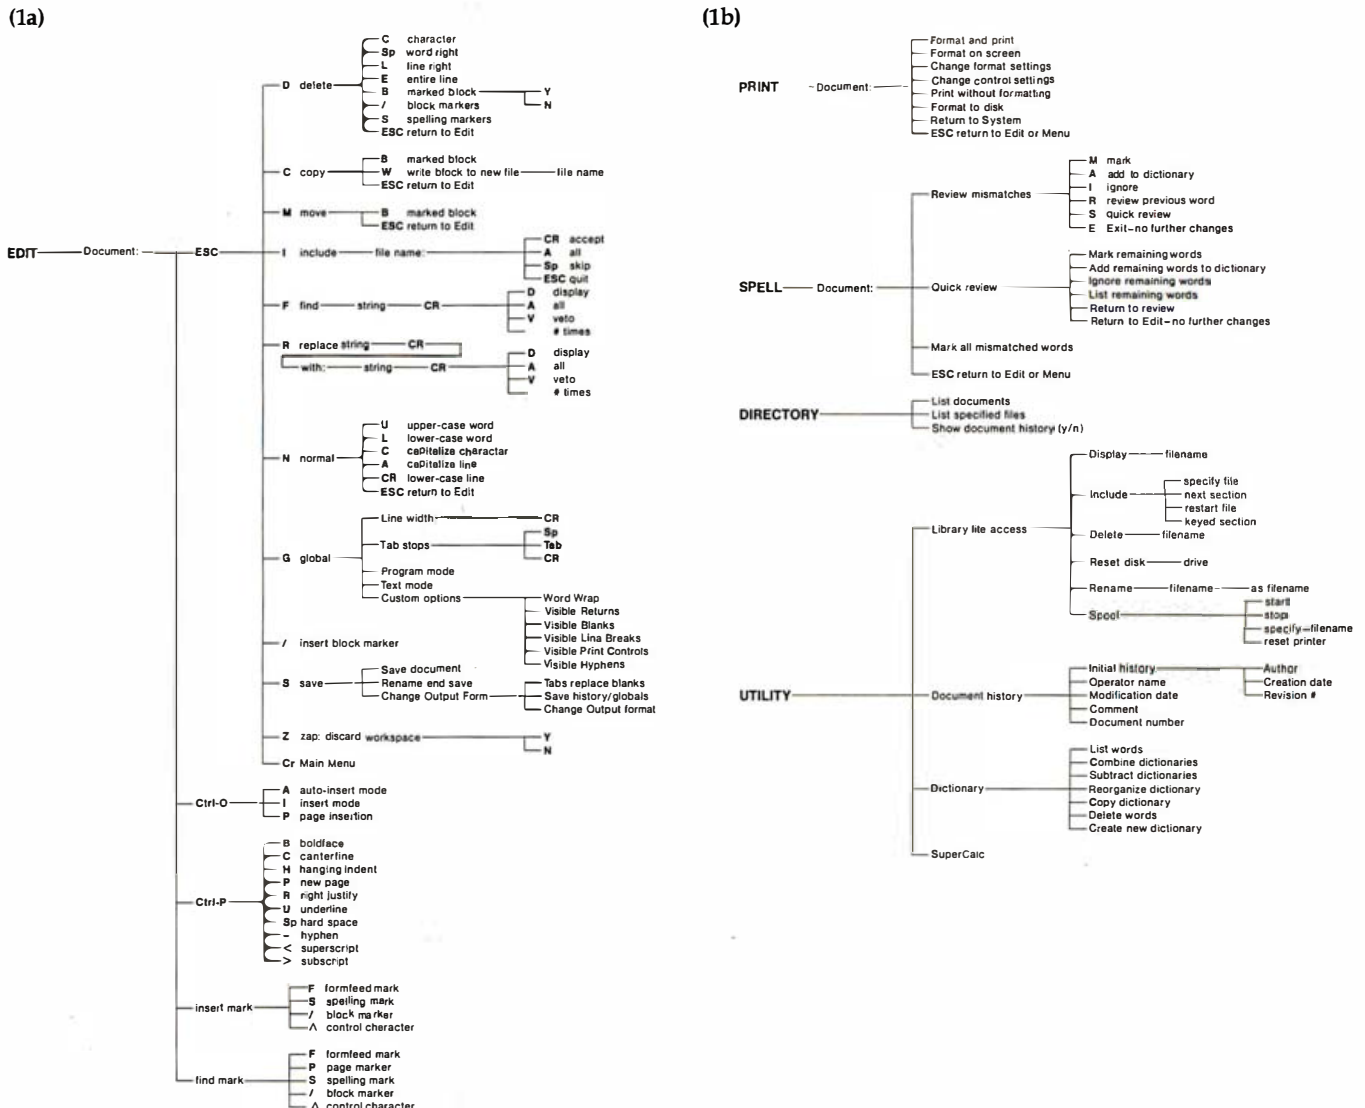 (1a)
C character
Sp word right
L line right
E entire line
D delete
B marked block
Y
/ block markers
N
S spelling markers
ESC return to Edit
B marked block
C copy
W write block to new file
file name
ESC return to Edit
M move
B marked block
ESC return to Edit
EDIT
Document:
ESC
I include
file name:
CR accept
A all
Sp skip
ESC quit
F find
string
CR
D display
A all
V veto
# times
R replace string
CR
with:
string
CR
D display
A all
V veto
# times
N normal
U upper-case word
L lower-case word
C capitelize charactar
A capitelize line
CR lower-case line
ESC return to Edit
G global
Line width
CR
Tab stops
Sp
Tab
CR
Program mode
Text mode
Custom options
Word Wrap
Visible Returns
Visible Blanks
Visible Lina Breaks
Visible Print Controls
Visible Hyphens
/ insert block marker
S save
Save document
Rename end save
Change Output Form
Tabs replace blanks
Save history/globals
Change Output format
Z zap: discard workspace
Y
N
Cr Main Menu
Ctrl-O
A auto-insert mode
I insert mode
P page insertion
Ctrl-P
B boldface
C canterfine
H hanging indent
P new page
R right justify
U underline
Sp hard space
– hyphen
< superscript
> subscript
insert mark
F formfeed mark
S spelling mark
/ block marker
^ control cheracter
find mark
F formfeed mark
P page marker
S spelling mark
/ block marker
^ control character
(1b)
PRINT
Document:
Format and print
Format on screen
Change format settings
Change control settings
Print without formatting
Format to disk
Return to System
ESC return to Edit or Menu
SPELL
Document:
Review mismatches
M mark
A add to dictionary
I ignore
R review previous word
S quick review
E Exit–no further changes
Quick review
Mark remaining words
Add remaining words to dictionary
Ignore remaining words
List remaining words
Return to review
Return to Edit–no further changes
Mark all mismatched words
ESC return to Edit or Menu
DIRECTORY
List documents
List specified files
Show document history (y/n)
UTILITY
Library lite access
Display
filename
Include
specify file
next section
restart file
keyed section
Delete
filename
Reset disk
drive
Rename
filename
as filename
Spool
start
stop
specify–filename
reset printer
Document history
Initial history
Author
Creation date
Revision #
Operator name
Modification date
Comment
Document number
Dictionary
List words
Combine dictionaries
Subtract dictionaries
Reorganize dictionary
Copy dictionary
Delete words
Create new dictionary
SuperCalc